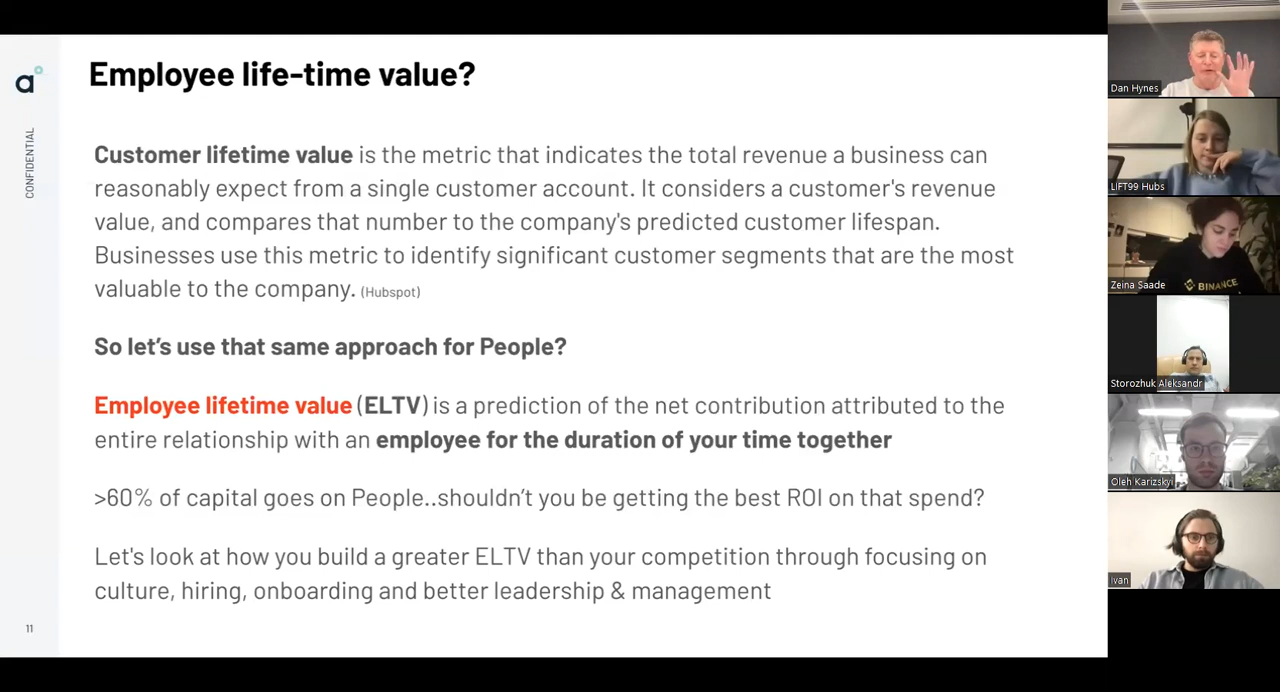 Employee life-time value?
a
CONFIDENTIAL
Customer lifetime value is the metric that indicates the total revenue a business can
reasonably expect from a single customer account. It considers a customer's revenue
value, and compares that number to the company's predicted customer lifespan.
Businesses use this metric to identify significant customer segments that are the most
valuable to the company. (Hubspot)
So let’s use that same approach for People?
Employee lifetime value (ELTV) is a prediction of the net contribution attributed to the
entire relationship with an employee for the duration of your time together
>60% of capital goes on People..shouldn’t you be getting the best ROI on that spend?
Let's look at how you build a greater ELTV than your competition through focusing on
culture, hiring, onboarding and better leadership & management
11
Dan Hynes
LIFT99 Hubs
BINANCE
Zeina Saade
Storozhuk Aleksandr
Oleh Karizskyi
Ivan